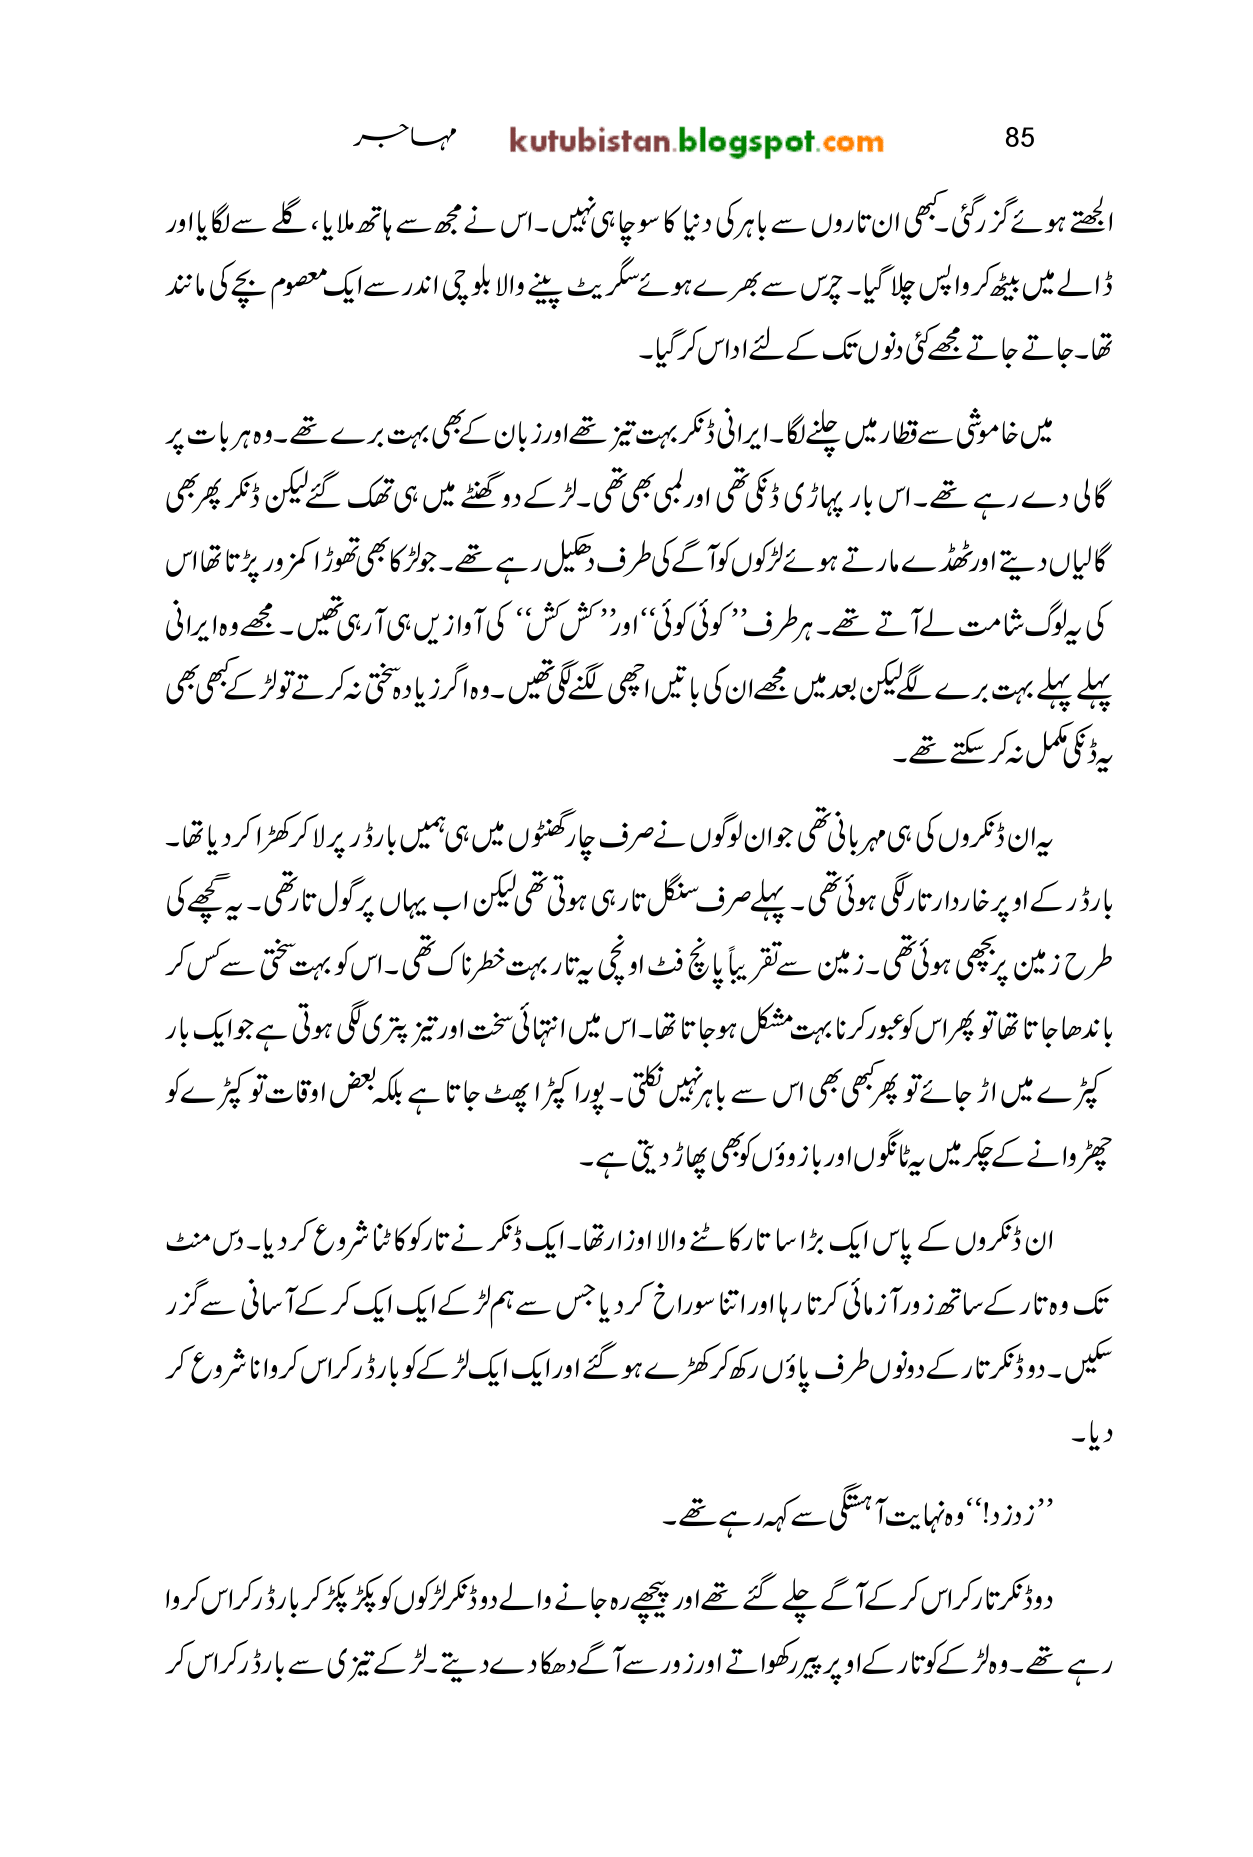 85 kutubistan.blogspot.com مہاجر
الجھتے ہوئے گزر گئی۔ کبھی ان تاروں سے باہر کی دنیا کا سوچا ہی نہیں۔ اس نے مجھ سے ہاتھ ملایا، گلے سے لگایا اور
ڈالے میں بیٹھ کر واپس چلا گیا۔ چرس سے بھرے ہوئے سگریٹ پینے والا بلوچی اندر سے ایک معصوم بچے کی مانند
تھا۔ جاتے جاتے مجھے کئی دنوں تک کے لئے اداس کر گیا۔
میں خاموشی سے قطار میں چلنے لگا۔ ایرانی ڈنکر بہت تیز تھے اور زبان کے بھی بہت برے تھے۔ وہ ہر بات پر
گالی دے رہے تھے۔ اس بار پہاڑی ڈنکی تھی اور لمبی بھی تھی۔ لڑکے دو گھنٹے میں ہی تھک گئے لیکن ڈنکر پھر بھی
گالیاں دیتے اور ٹھڈے مارتے ہوئے لڑکوں کو آگے کی طرف دھکیل رہے تھے۔ جو لڑکا بھی تھوڑا کمزور پڑتا تھا اس
کی یہ لوگ شامت لے آتے تھے۔ ہر طرف ’’کوئی کوئی‘‘ اور ’’کش کش‘‘ کی آوازیں ہی آ رہی تھیں۔ مجھے وہ ایرانی
پہلے پہلے بہت برے لگے لیکن بعد میں مجھے ان کی باتیں اچھی لگنے لگی تھیں۔ وہ اگر زیادہ سختی نہ کرتے تو لڑکے کبھی بھی
یہ ڈنکی مکمل نہ کر سکتے تھے۔
یہ ان ڈنکروں کی ہی مہربانی تھی جو ان لوگوں نے صرف چار گھنٹوں میں ہی ہمیں بارڈر پر لا کر کھڑا کر دیا تھا۔
بارڈر کے اوپر خاردار تار لگی ہوئی تھی۔ پہلے صرف سنگل تار ہی ہوتی تھی لیکن اب یہاں پر گول تار تھی۔ یہ گچھے کی
طرح زمین پر بچھی ہوئی تھی۔ زمین سے تقریباً پانچ فٹ اونچی یہ تار بہت خطرناک تھی۔ اس کو بہت سختی سے کس کر
باندھا جاتا تھا تو پھر اس کو عبور کرنا بہت مشکل ہو جاتا تھا۔ اس میں انتہائی سخت اور تیز پتری لگی ہوتی ہے جو ایک بار
کپڑے میں اڑ جائے تو پھر کبھی بھی اس سے باہر نہیں نکلتی۔ پورا کپڑا پھٹ جاتا ہے بلکہ بعض اوقات تو کپڑے کو
چھڑوانے کے چکر میں یہ ٹانگوں اور بازوؤں کو بھی پھاڑ دیتی ہے۔
ان ڈنکروں کے پاس ایک بڑا سا تار کاٹنے والا اوزار تھا۔ ایک ڈنکر نے تار کو کاٹنا شروع کر دیا۔ دس منٹ
تک وہ تار کے ساتھ زور آزمائی کرتا رہا اور اتنا سوراخ کر دیا جس سے ہم لڑکے ایک ایک کر کے آسانی سے گزر
سکیں۔ دو ڈنکر تار کے دونوں طرف پاؤں رکھ کر کھڑے ہو گئے اور ایک ایک لڑکے کو بارڈر کراس کروانا شروع کر
دیا۔
’’زد زد!‘‘ وہ نہایت آہستگی سے کہہ رہے تھے۔
دو ڈنکر تار کراس کر کے آگے چلے گئے تھے اور پیچھے رہ جانے والے دو ڈنکر لڑکوں کو پکڑ پکڑ کر بارڈر کراس کروا
رہے تھے۔ وہ لڑکے کو تار کے اوپر پیر رکھواتے اور زور سے آگے دھکا دے دیتے۔ لڑکے تیزی سے بارڈر کراس کر